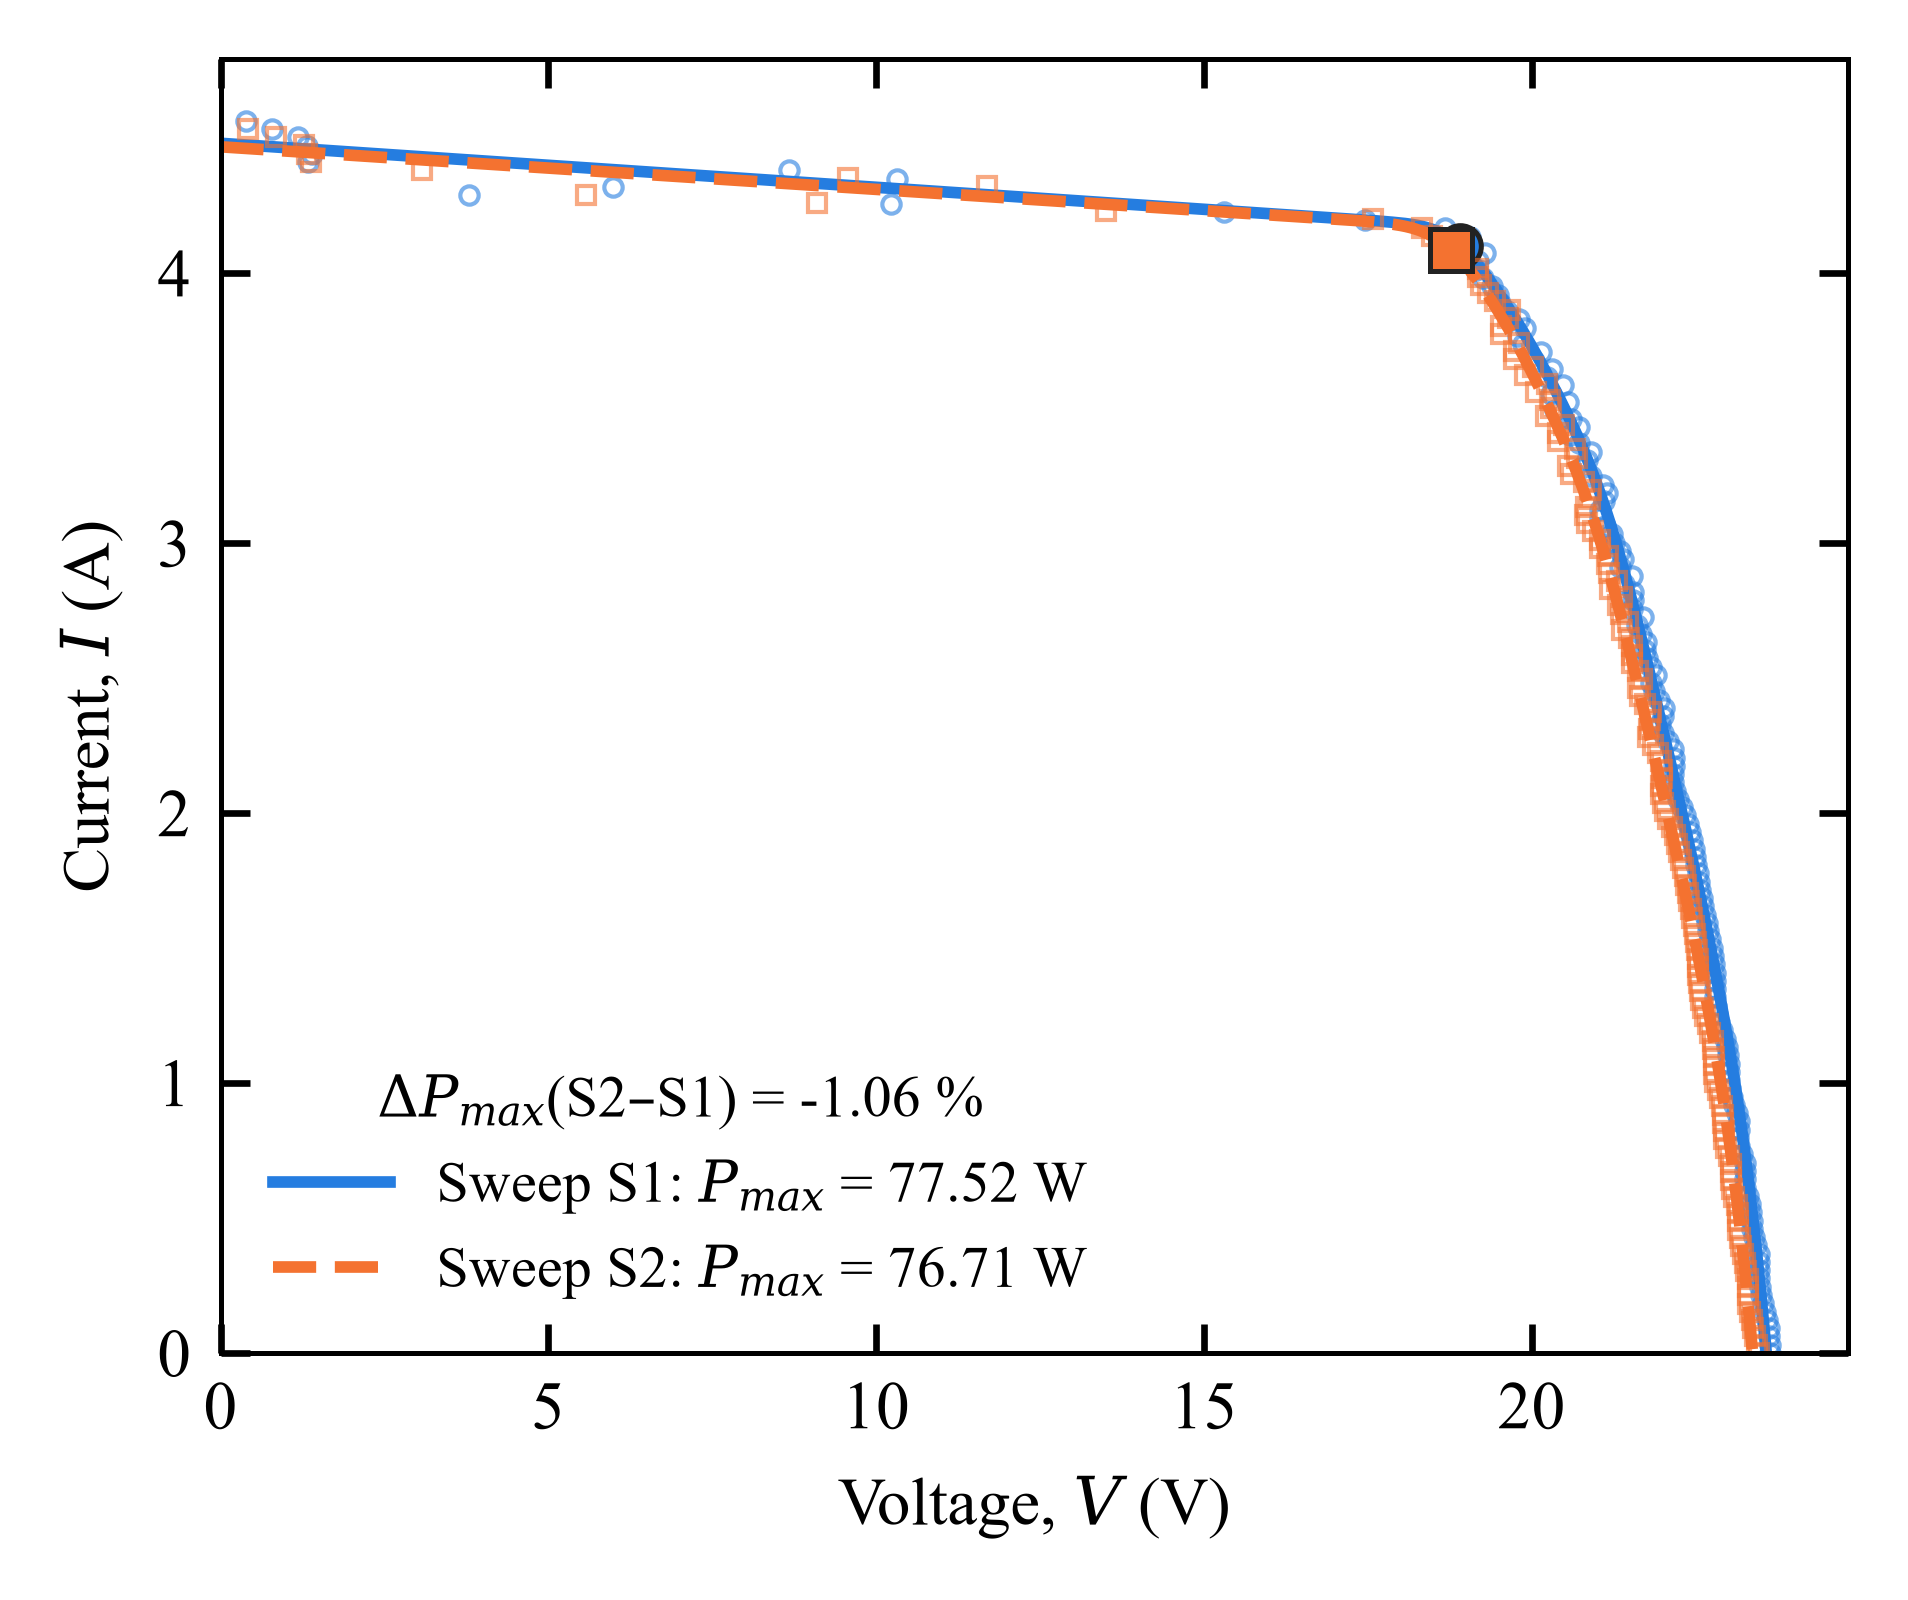 4
3
2
1
0
Current, I (A)
ΔPmax(S2–S1) = -1.06 %
Sweep S1: Pmax = 77.52 W
Sweep S2: Pmax = 76.71 W
0 5 10 15 20
Voltage, V (V)